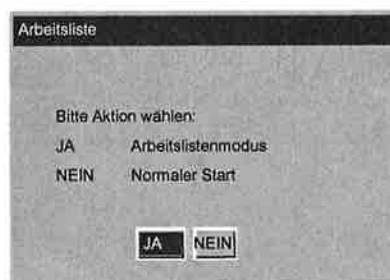 Arbeitsliste
Bitte Aktion wählen:
JA Arbeitslistenmodus
NEIN Normaler Start
JA NEIN